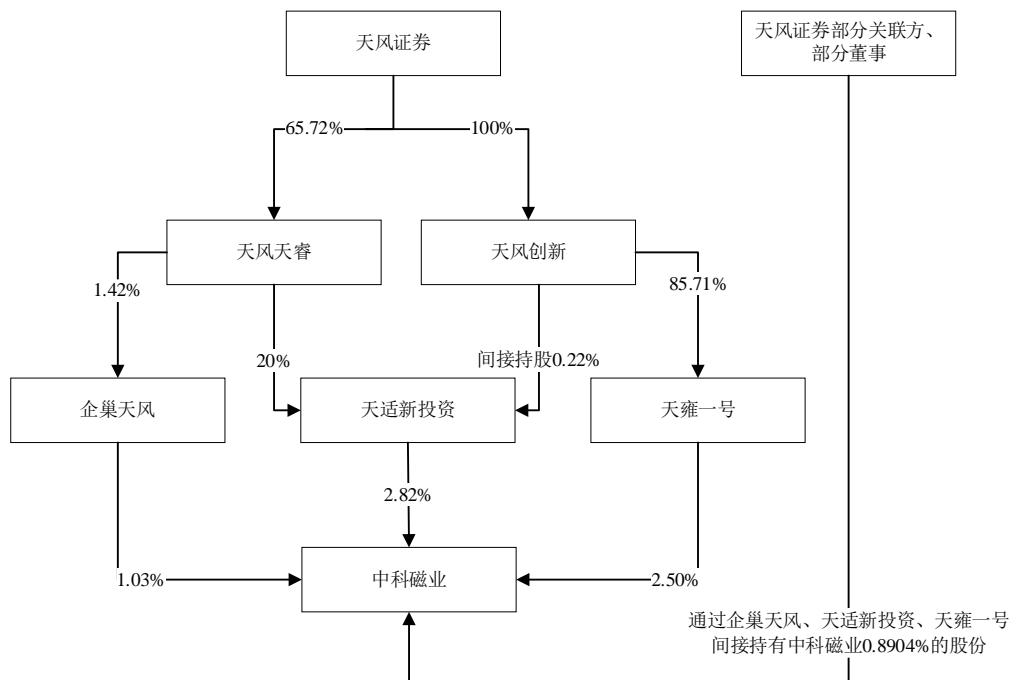 天风证券
天风证券部分关联方、
部分董事
65.72%
100%
天风天睿
天风创新
1.42%
85.71%
20%
间接持股0.22%
企巢天风
天适新投资
天雍一号
2.82%
中科磁业
1.03%
2.50%
通过企巢天风、天适新投资、天雍一号
间接持有中科磁业0.8904%的股份